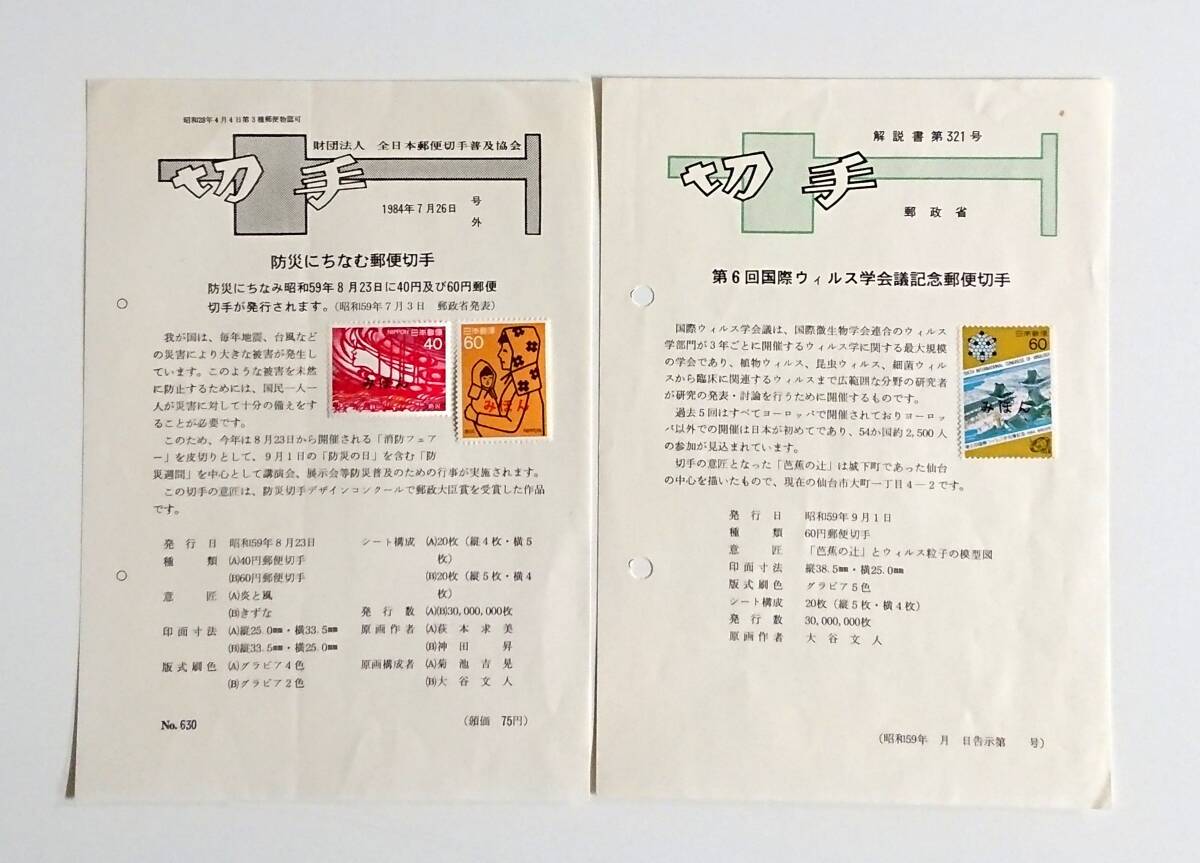 昭和28年4月4日第3種郵便物認可
財団法人 全日本郵便切手普及協会
切手
1984年7月26日
号外
防災にちなむ郵便切手
防災にちなみ昭和59年8月23日に40円及び60円郵便
切手が発行されます。(昭和59年7月3日 郵政省発表)
我が国は、毎年地震、台風など
の災害により大きな被害が発生し
ています。このような被害を未然
に防止するためには、国民一人一
人が災害に対して十分の備えをす
ることが必要です。
このため、今年は8月23日から開催される「消防フェア
ー」を皮切りとして、9月1日の「防災の日」を含む「防
災週間」を中心として講演会、展示会等防災普及のための行事が実施されます。
この切手の意匠は、防災切手デザインコンクールで郵政大臣賞を受賞した作品
です。
NIPPON 日本郵便
40
みほん
日本郵便
60
みほん
NIPPON
発行日 昭和59年8月23日
種類 (A)40円郵便切手
(B)60円郵便切手
意匠 (A)炎と風
(B)きずな
印面寸法 (A)縦25.0㎜・横33.5㎜
(B)縦33.5㎜・横25.0㎜
版式刷色 (A)グラビア4色
(B)グラビア2色
シート構成 (A)20枚(縦4枚・横5
枚)
(B)20枚(縦5枚・横4
枚)
発行数 (A)(B)30,000,000枚
原画作者 (A)萩本求美
(B)神田昇
原画構成者 (A)菊池吉晃
(B)大谷文人
No. 630
(頒価 75円)
解説書第321号
切手
郵政省
第6回国際ウィルス学会議記念郵便切手
国際ウィルス学会議は、国際微生物学会連合のウィルス
学部門が3年ごとに開催するウィルス学に関する最大規模
の学会であり、植物ウィルス、昆虫ウィルス、細菌ウィル
スから臨床に関連するウィルスまで広範囲な分野の研究者
が研究の発表・討論を行うために開催するものです。
過去5回はすべてヨーロッパで開催されておりヨーロッ
パ以外での開催は日本が初めてであり、54か国約2,500人
の参加が見込まれています。
切手の意匠となった「芭蕉の辻」は城下町であった仙台
の中心を描いたもので、現在の仙台市大町一丁目4―2です。
日本郵便
60
みほん
発行日 昭和59年9月1日
種類 60円郵便切手
意匠 「芭蕉の辻」とウィルス粒子の模型図
印面寸法 縦38.5㎜・横25.0㎜
版式刷色 グラビア5色
シート構成 20枚(縦5枚・横4枚)
発行数 30,000,000枚
原画作者 大谷文人
(昭和59年 月 日告示第 号)